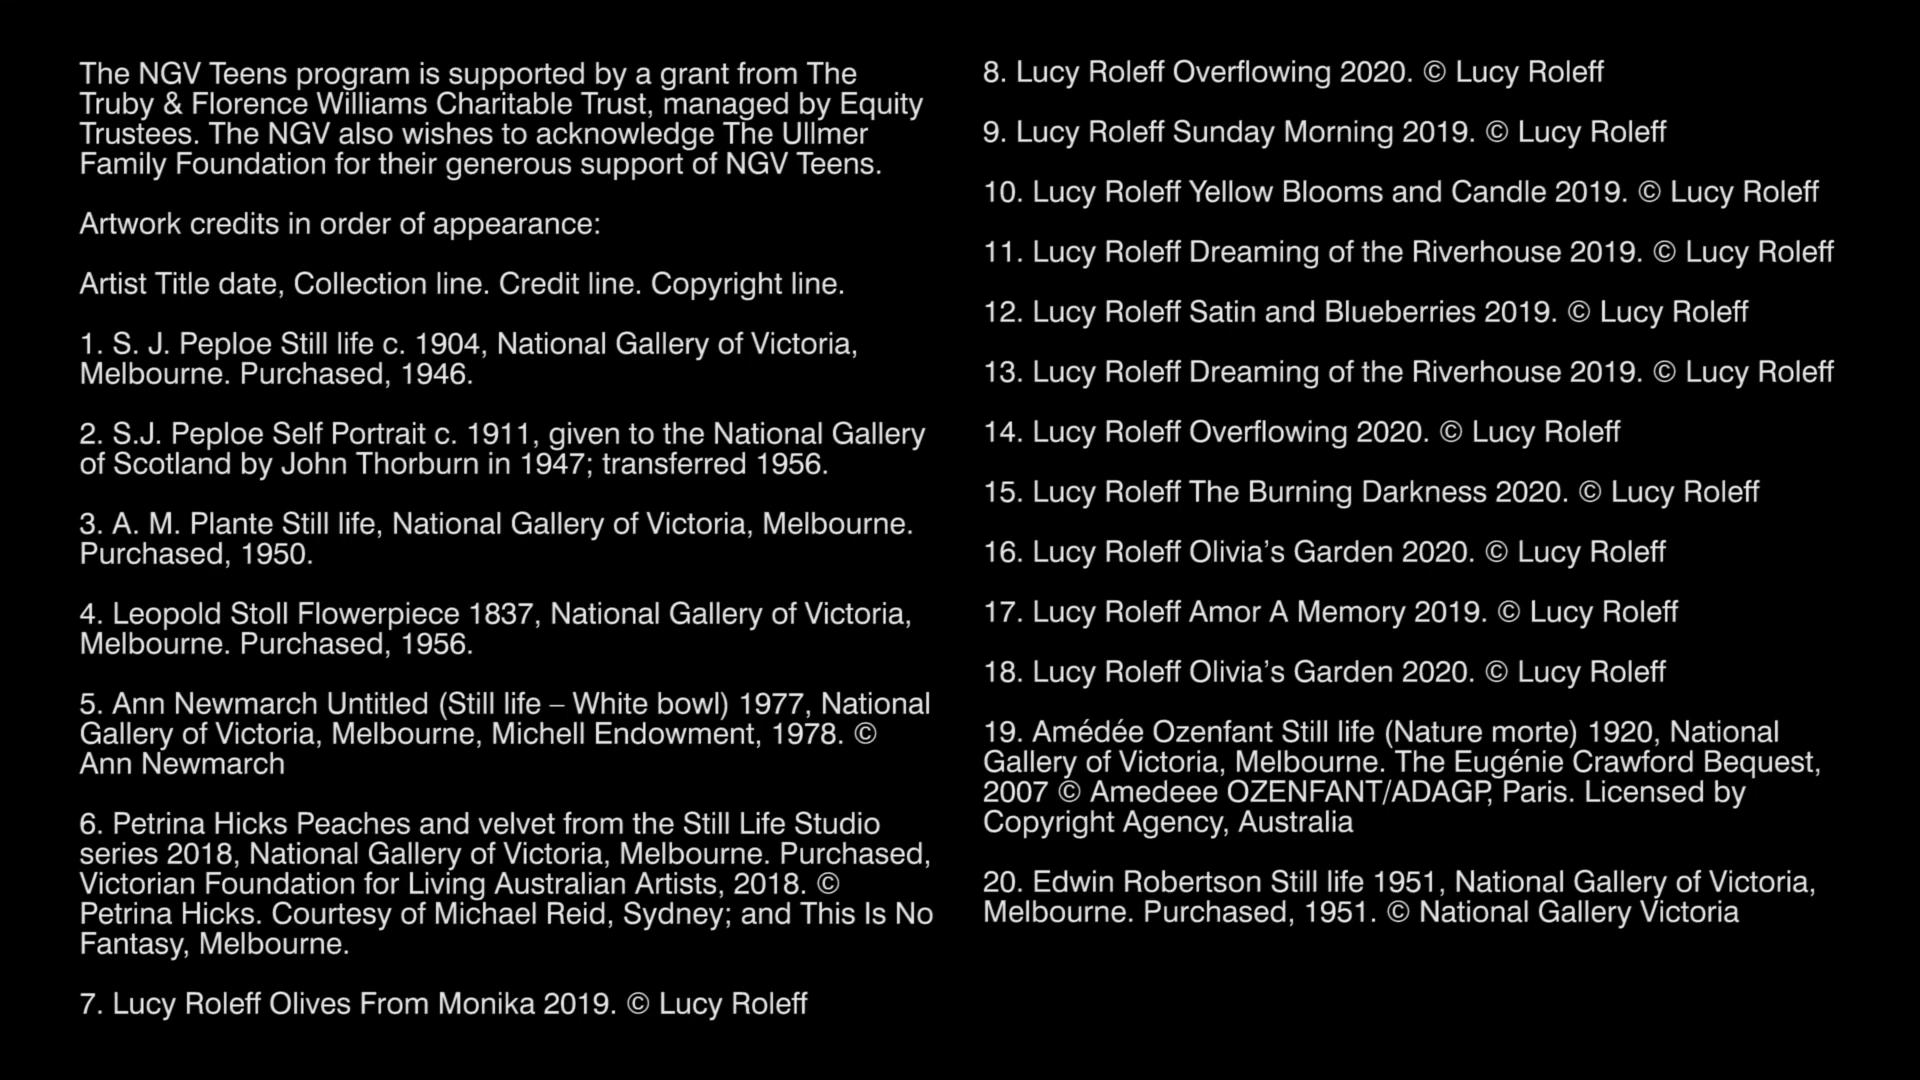 The NGV Teens program is supported by a grant from The
Truby & Florence Williams Charitable Trust, managed by Equity
Trustees. The NGV also wishes to acknowledge The Ullmer
Family Foundation for their generous support of NGV Teens.
Artwork credits in order of appearance:
Artist Title date, Collection line. Credit line. Copyright line.
1. S. J. Peploe Still life c. 1904, National Gallery of Victoria,
Melbourne. Purchased, 1946.
2. S.J. Peploe Self Portrait c. 1911, given to the National Gallery
of Scotland by John Thorburn in 1947; transferred 1956.
3. A. M. Plante Still life, National Gallery of Victoria, Melbourne.
Purchased, 1950.
4. Leopold Stoll Flowerpiece 1837, National Gallery of Victoria,
Melbourne. Purchased, 1956.
5. Ann Newmarch Untitled (Still life – White bowl) 1977, National
Gallery of Victoria, Melbourne, Michell Endowment, 1978. ©
Ann Newmarch
6. Petrina Hicks Peaches and velvet from the Still Life Studio
series 2018, National Gallery of Victoria, Melbourne. Purchased,
Victorian Foundation for Living Australian Artists, 2018. ©
Petrina Hicks. Courtesy of Michael Reid, Sydney; and This Is No
Fantasy, Melbourne.
7. Lucy Roleff Olives From Monika 2019. © Lucy Roleff
8. Lucy Roleff Overflowing 2020. © Lucy Roleff
9. Lucy Roleff Sunday Morning 2019. © Lucy Roleff
10. Lucy Roleff Yellow Blooms and Candle 2019. © Lucy Roleff
11. Lucy Roleff Dreaming of the Riverhouse 2019. © Lucy Roleff
12. Lucy Roleff Satin and Blueberries 2019. © Lucy Roleff
13. Lucy Roleff Dreaming of the Riverhouse 2019. © Lucy Roleff
14. Lucy Roleff Overflowing 2020. © Lucy Roleff
15. Lucy Roleff The Burning Darkness 2020. © Lucy Roleff
16. Lucy Roleff Olivia’s Garden 2020. © Lucy Roleff
17. Lucy Roleff Amor A Memory 2019. © Lucy Roleff
18. Lucy Roleff Olivia’s Garden 2020. © Lucy Roleff
19. Amédée Ozenfant Still life (Nature morte) 1920, National
Gallery of Victoria, Melbourne. The Eugénie Crawford Bequest,
2007 © Amedeee OZENFANT/ADAGP, Paris. Licensed by
Copyright Agency, Australia
20. Edwin Robertson Still life 1951, National Gallery of Victoria,
Melbourne. Purchased, 1951. © National Gallery Victoria